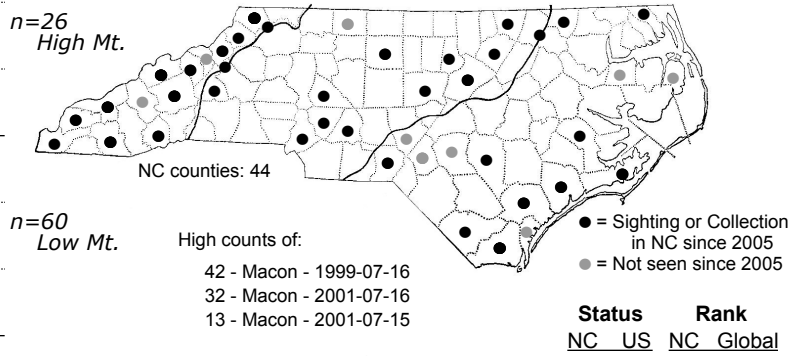 n=26
High Mt.
NC counties: 44
n=60
Low Mt.
High counts of:
42 - Macon - 1999-07-16
32 - Macon - 2001-07-16
13 - Macon - 2001-07-15
= Sighting or Collection
in NC since 2005
= Not seen since 2005
Status Rank
NC US NC Global